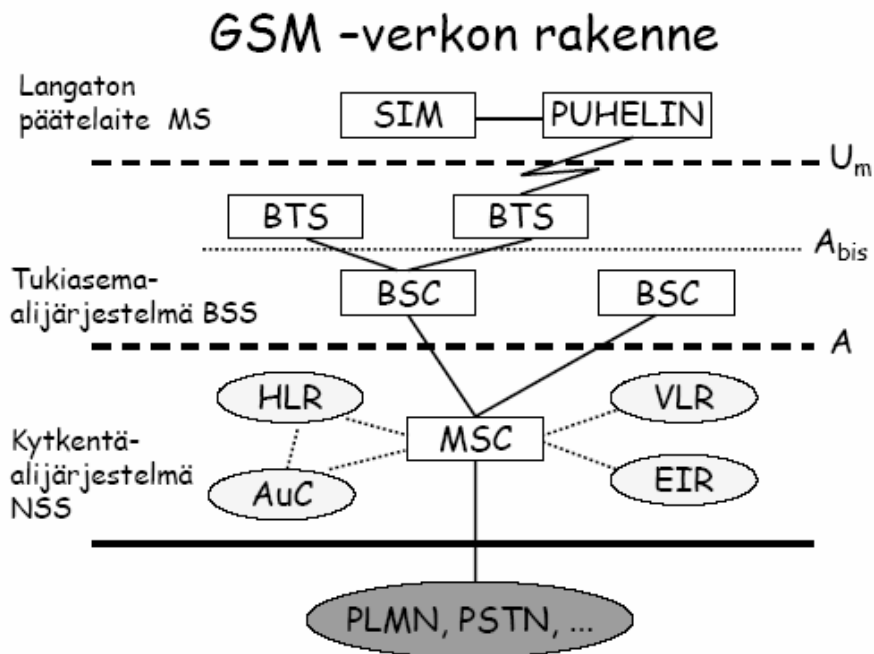 GSM -verkon rakenne
Langaton
päätelaite MS
SIM
PUHELIN
Um
BTS
BTS
Abis
Tukiasema-
alijärjestelmä BSS
BSC
BSC
A
HLR
VLR
MSC
Kytkentä-
alijärjestelmä
NSS
AuC
EIR
PLMN, PSTN, ...